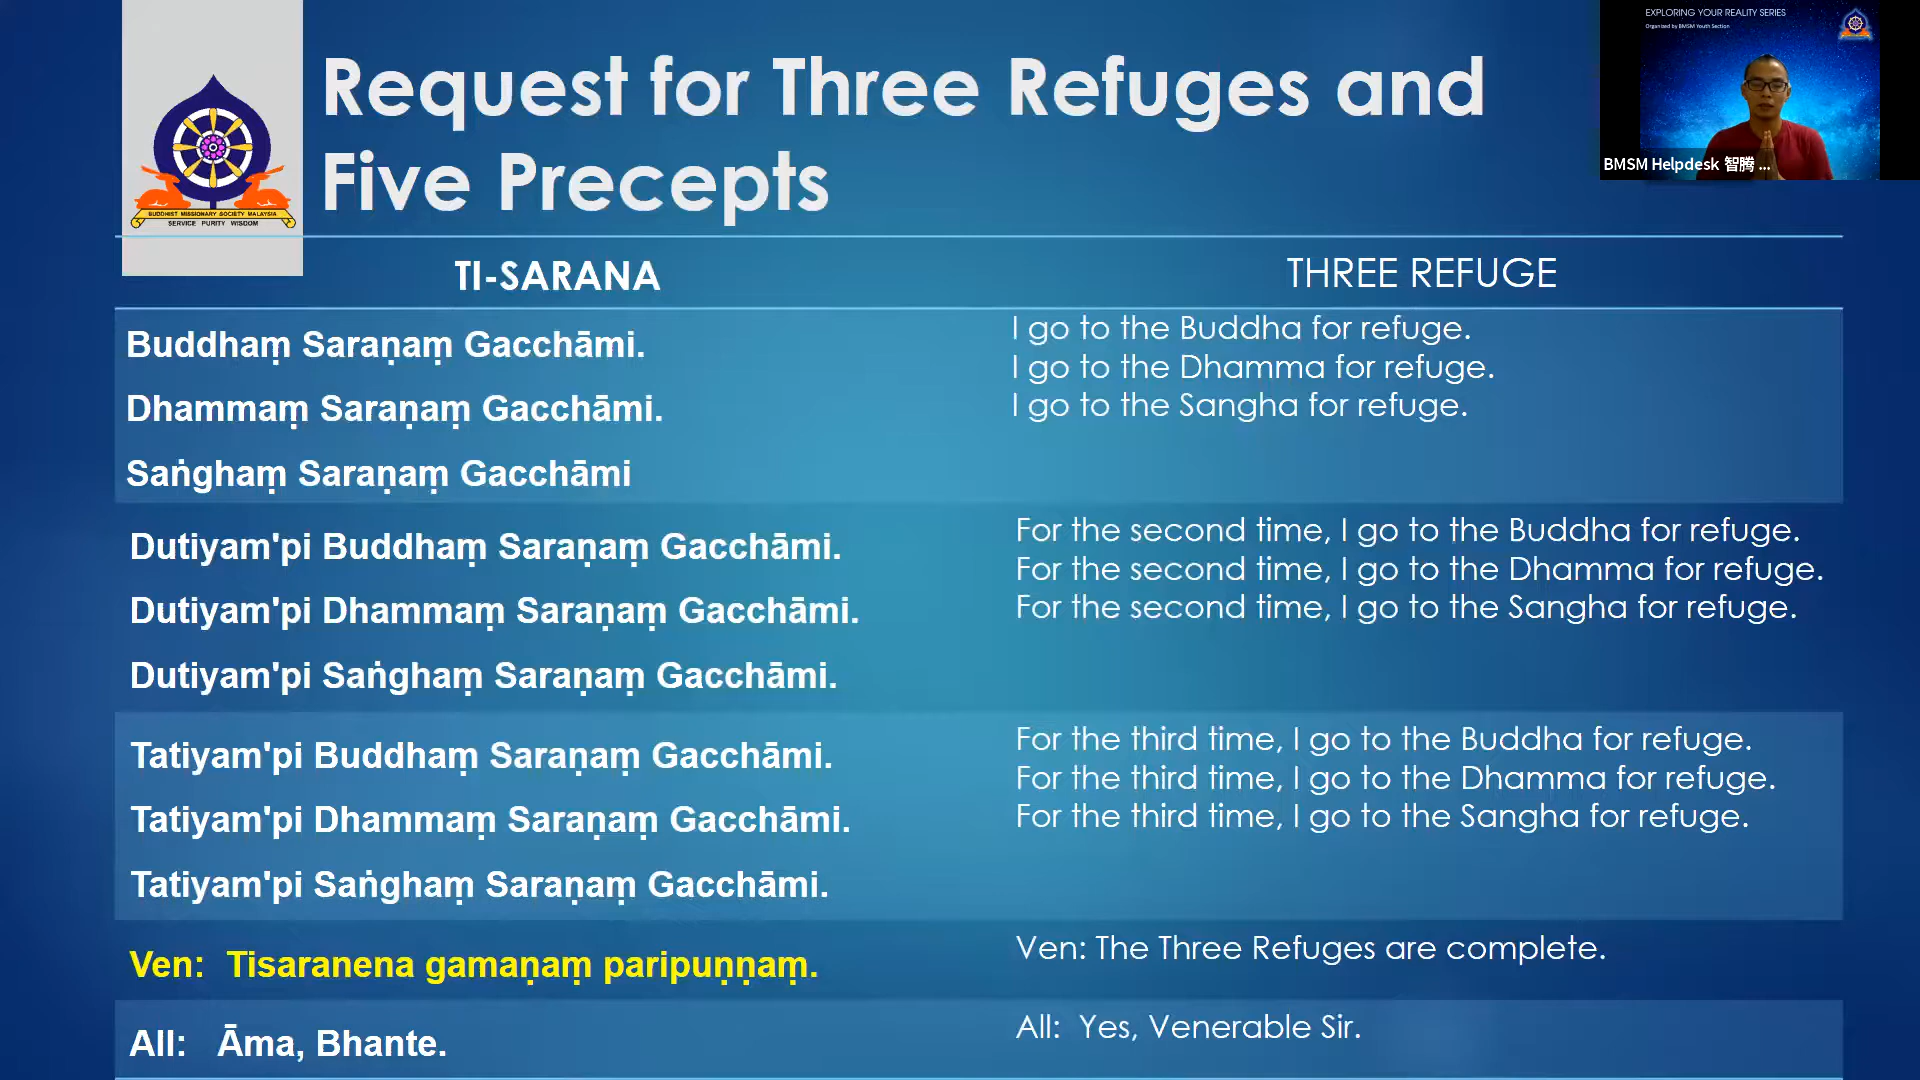 EXPLORING YOUR REALITY SERIES
Organized by BMSM Youth Section
BMSM Helpdesk 智腾 ...
Request for Three Refuges and
Five Precepts
BUDDHIST MISSIONARY SOCIETY MALAYSIA
SERVICE PURITY WISDOM
TI-SARANA
THREE REFUGE
Buddhaṃ Saraṇaṃ Gacchāmi.
Dhammaṃ Saraṇaṃ Gacchāmi.
Saṅghaṃ Saraṇaṃ Gacchāmi
I go to the Buddha for refuge.
I go to the Dhamma for refuge.
I go to the Sangha for refuge.
Dutiyam'pi Buddhaṃ Saraṇaṃ Gacchāmi.
Dutiyam'pi Dhammaṃ Saraṇaṃ Gacchāmi.
Dutiyam'pi Saṅghaṃ Saraṇaṃ Gacchāmi.
For the second time, I go to the Buddha for refuge.
For the second time, I go to the Dhamma for refuge.
For the second time, I go to the Sangha for refuge.
Tatiyam'pi Buddhaṃ Saraṇaṃ Gacchāmi.
Tatiyam'pi Dhammaṃ Saraṇaṃ Gacchāmi.
Tatiyam'pi Saṅghaṃ Saraṇaṃ Gacchāmi.
For the third time, I go to the Buddha for refuge.
For the third time, I go to the Dhamma for refuge.
For the third time, I go to the Sangha for refuge.
Ven: Tisaranena gamaṇaṃ paripuṇṇaṃ.
Ven: The Three Refuges are complete.
All: Āma, Bhante.
All: Yes, Venerable Sir.